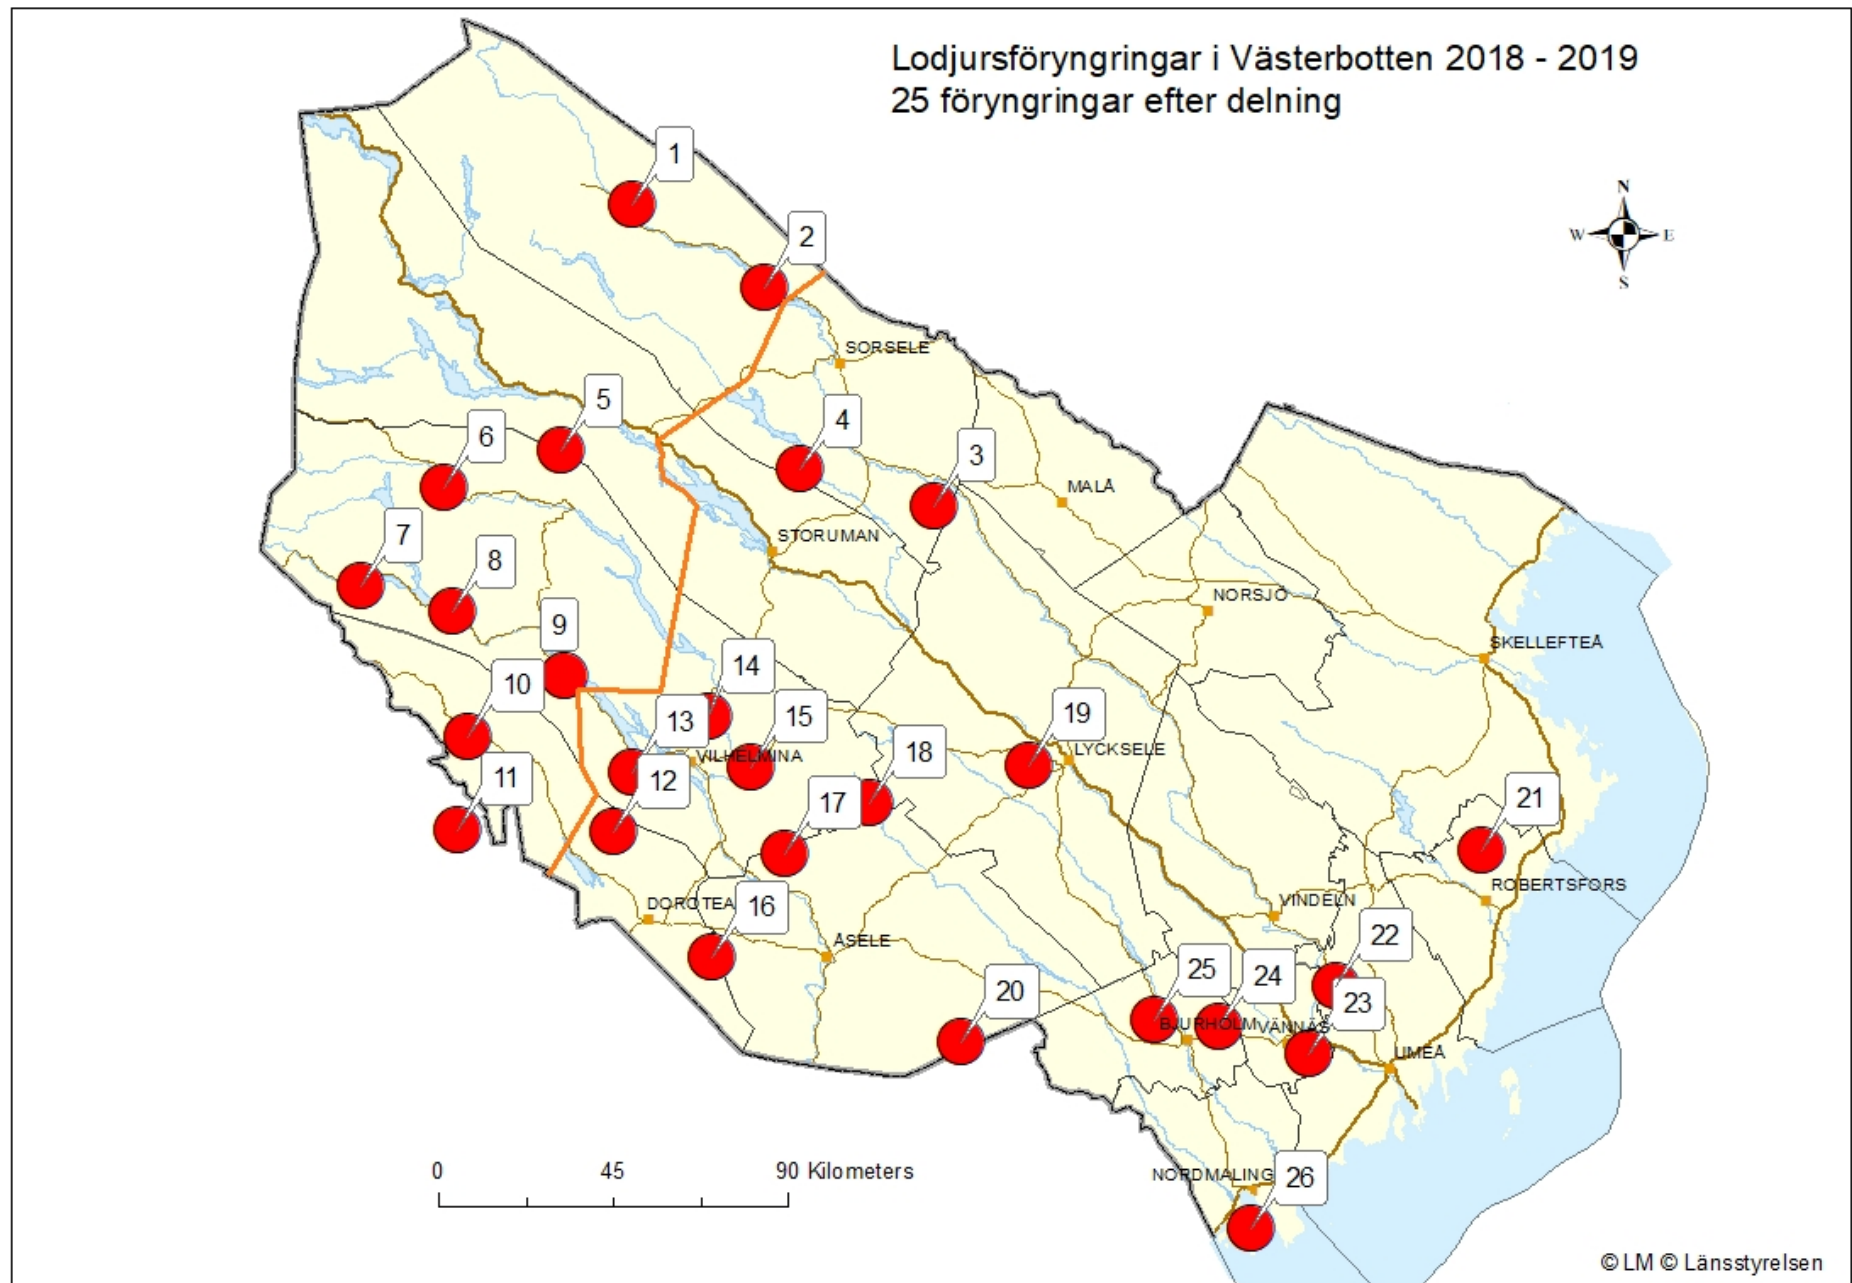 Lodjursföryngringar i Västerbotten 2018 - 2019
25 föryngringar efter delning
1
2
N
W E
S
SORSELE
5
4
6
3
MALÅ
7
STORUMAN
8
NORSJÖ
9
SKELLEFTEÅ
14
10
13
15
19
LYCKSELE
18
VILHELMINA
11
12
17
21
ROBERTSFORS
DOROTEA
16
VINDELN
ÅSELE
22
25
24
20
23
BJURHOLM
VÄNNÄS
UMEÅ
0 45 90 Kilometers
NORDMALING
26
© LM © Länsstyrelsen